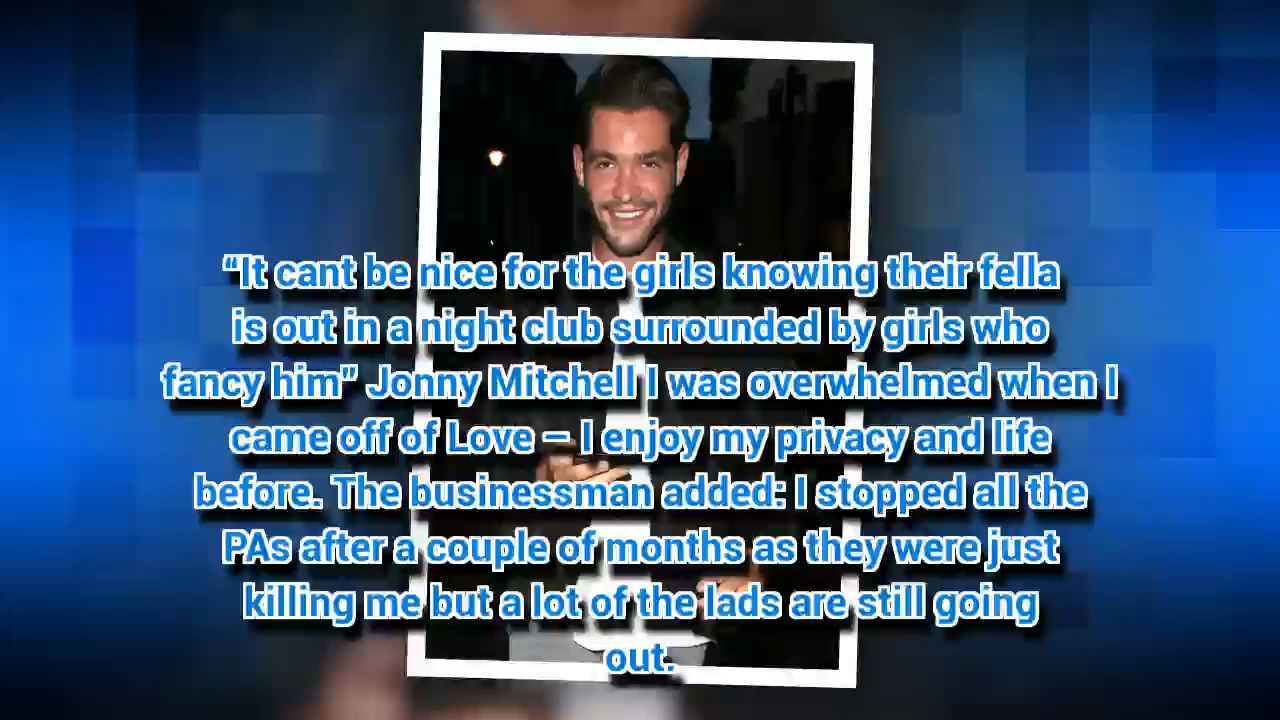 “It cant be nice for the girls knowing their fella
is out in a night club surrounded by girls who
fancy him” Jonny Mitchell I was overwhelmed when I
came off of Love – I enjoy my privacy and life
before. The businessman added: I stopped all the
PAs after a couple of months as they were just
killing me but a lot of the lads are still going
out.